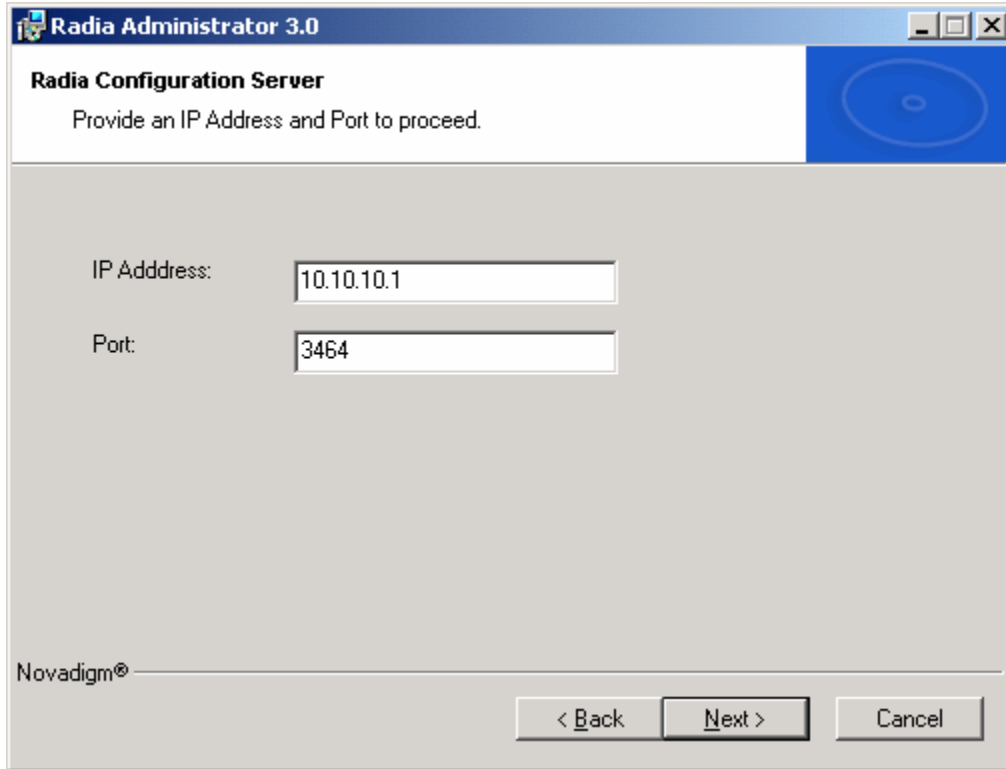 Radia Administrator 3.0
Radia Configuration Server
Provide an IP Address and Port to proceed.
IP Adddress:
10.10.10.1
Port:
3464
Novadigm®
< Back
Next >
Cancel